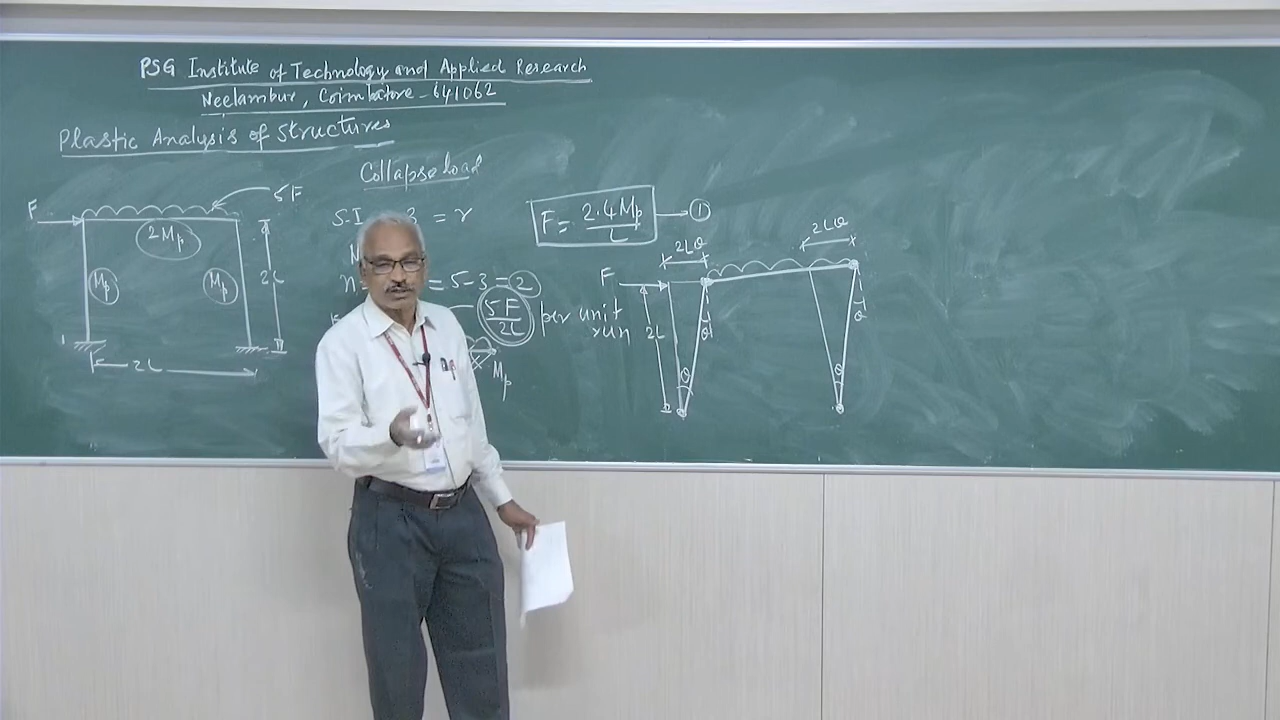 PSG Institute of Technology and Applied Research
Neelambur, Coimbatore - 641062
Plastic Analysis of Structures
Collapse load
F
5F
2Mp
Mp
Mp
2L
2L
S.I
3 = r
= 5-3 = 2
5F/2L per unit run
Mp
F = 2.4Mp/L → 1
2Lθ
2Lθ
F
2L
θ
θ
θ
θ